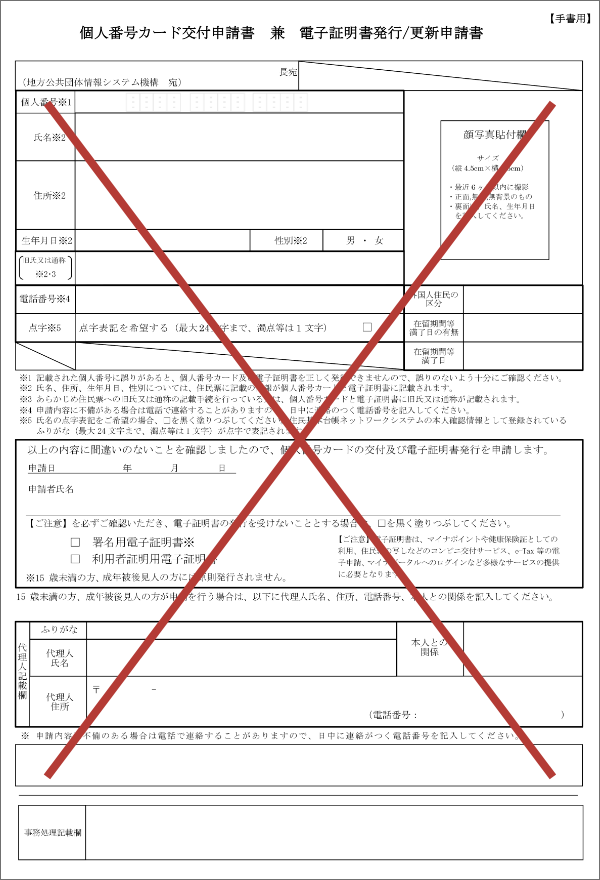 【手書用】
個人番号カード交付申請書　兼　電子証明書発行/更新申請書
長宛
（地方公共団体情報システム機構　宛）
個人番号※1
氏名※2
住所※2
生年月日※2
性別※2
男 ・ 女
旧氏又は通称
※2・3
電話番号※4
点字※5
点字表記を希望する（最大24文字まで、濁点等は1文字）　□
顔写真貼付欄
サイズ
（縦 4.5cm×横 3.5cm）
・最近 6ヶ月以内に撮影
・正面,無帽,無背景のもの
・裏面に、氏名、生年月日
を記入してください。
外国人住民の
区分
在留期間等
満了日の有無
在留期間等
満了日
※1 記載された個人番号に誤りがあると、個人番号カード及び電子証明書を正しく発行できませんので、誤りのないよう十分にご確認ください。
※2 氏名、住所、生年月日、性別については、住民票に記載の情報が個人番号カードと電子証明書に記載されます。
※3 あらかじめ住民票への旧氏又は通称の記載手続を行っている方は、個人番号カードと電子証明書に旧氏又は通称が記載されます。
※4 申請内容に不備がある場合は電話で連絡することがありますので、日中に連絡のつく電話番号を記入してください。
※5 氏名の点字表記をご希望の場合、□を黒く塗りつぶしてください。住民基本台帳ネットワークシステムの本人確認情報として登録されている
ふりがな（最大24文字まで、濁点等は1文字）が点字で表記されます。
以上の内容に間違いのないことを確認しましたので、個人番号カードの交付及び電子証明書発行を申請します。
申請日　　　　年　　　月　　　日
申請者氏名
【ご注意】を必ずご確認いただき、電子証明書の発行を受けないこととする場合は、□を黒く塗りつぶしてください。
□　署名用電子証明書※
□　利用者証明用電子証明書
※15 歳未満の方、成年被後見人の方には原則発行されません。
【ご注意】電子証明書は、マイナポイントや健康保険証としての
利用、住民票の写しなどのコンビニ交付サービス、e-Tax 等の電
子申請、マイナポータルへのログインなど多様なサービスの提供
に必要となります。
15 歳未満の方、成年被後見人の方が申請を行う場合は、以下に代理人氏名、住所、電話番号、本人との関係を記入してください。
代理人記載欄
ふりがな
代理人
氏名
本人との
関係
代理人
住所
〒　　　　－
（電話番号：　　　　　　　　　　）
※ 申請内容に不備のある場合は電話で連絡することがありますので、日中に連絡がつく電話番号を記入してください。
事務処理記載欄